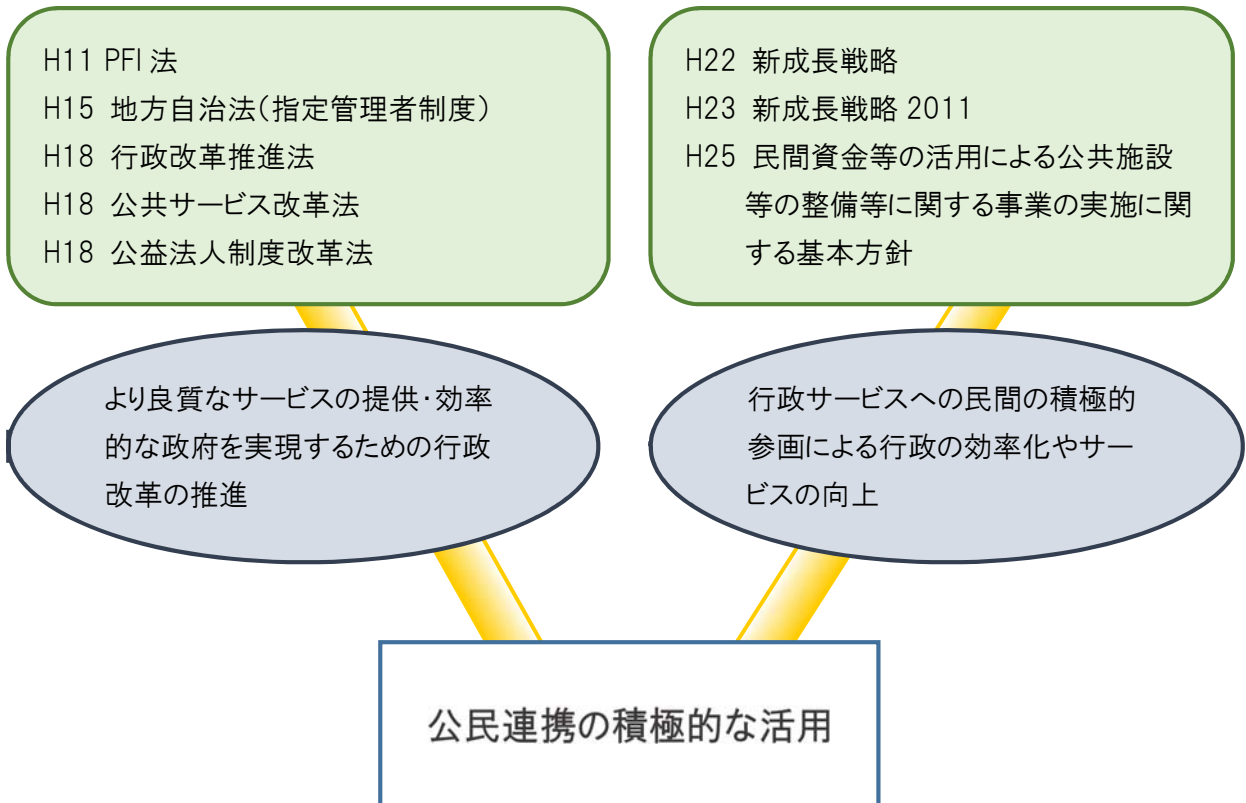 H11 PFI法
H15 地方自治法(指定管理者制度)
H18 行政改革推進法
H18 公共サービス改革法
H18 公益法人制度改革法
H22 新成長戦略
H23 新成長戦略 2011
H25 民間資金等の活用による公共施設
等の整備等に関する事業の実施に関
する基本方針
より良質なサービスの提供・効率
的な政府を実現するための行政
改革の推進
行政サービスへの民間の積極的
参画による行政の効率化やサー
ビスの向上
公民連携の積極的な活用